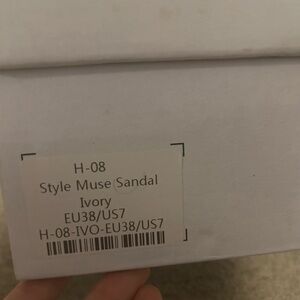 H-08
Style Muse Sandal
Ivory
EU38/US7
H-08-IVO-EU38/US7